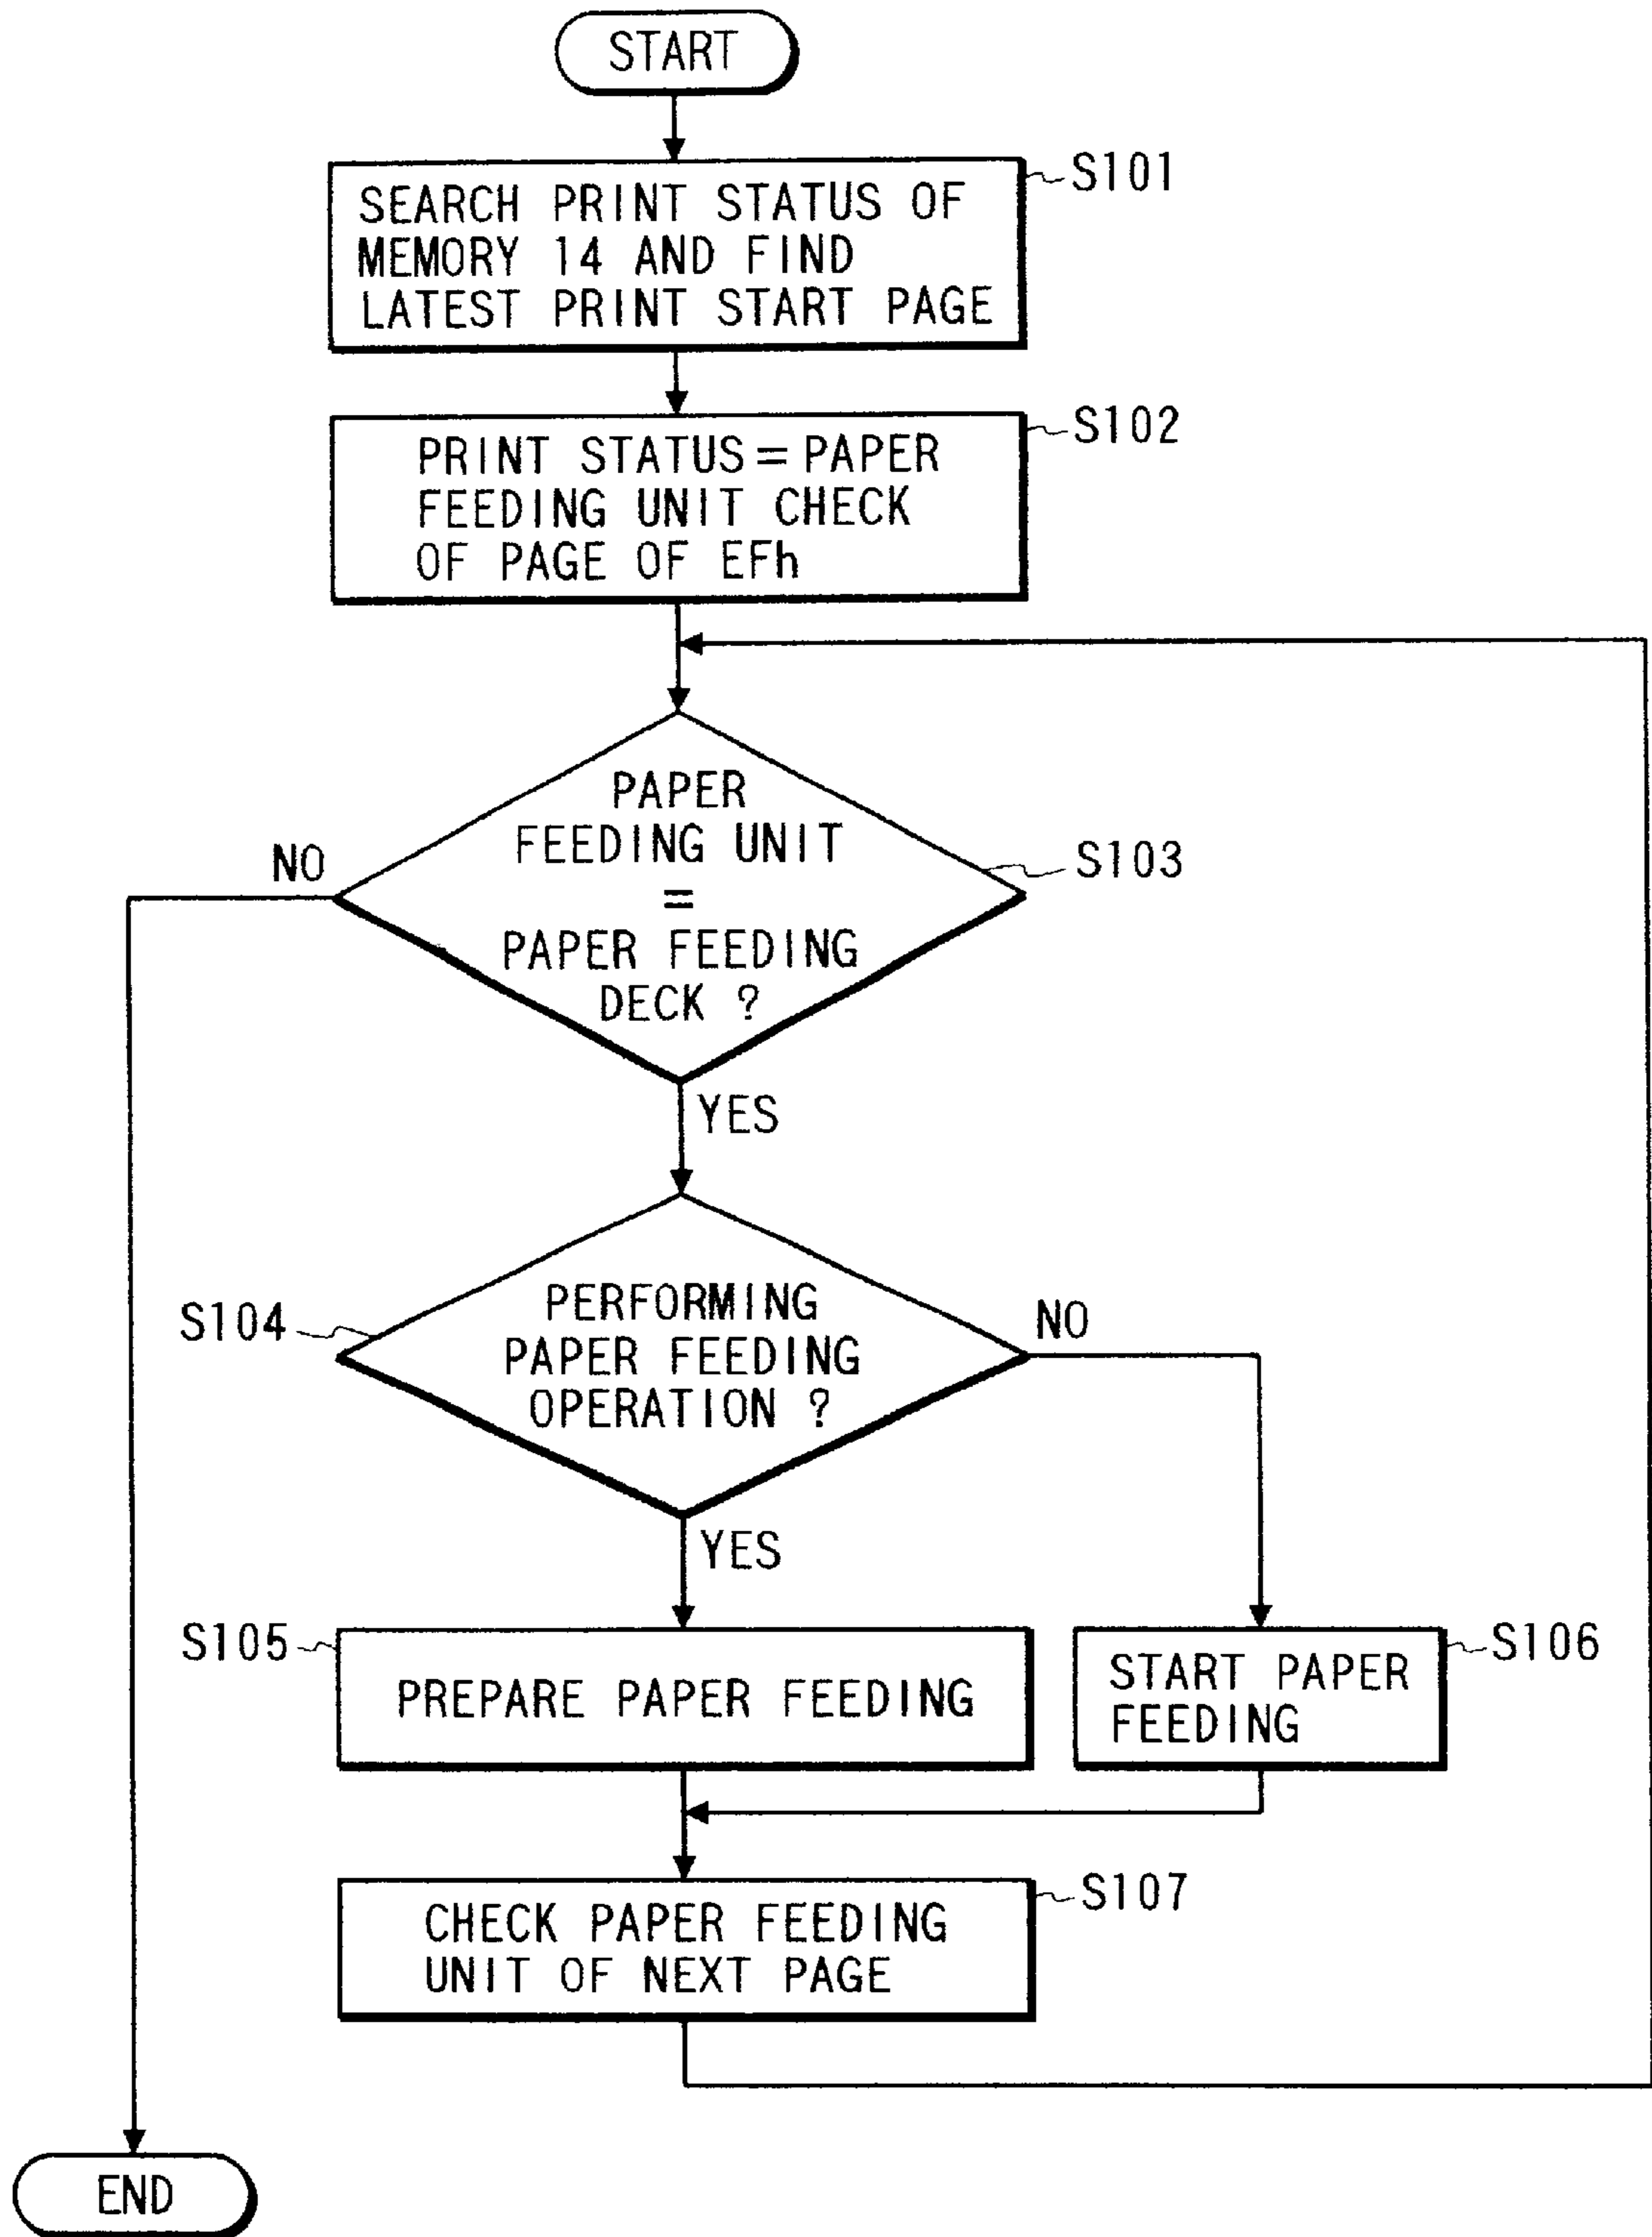 START
S101
SEARCH PRINT STATUS OF
MEMORY 14 AND FIND
LATEST PRINT START PAGE
S102
PRINT STATUS = PAPER
FEEDING UNIT CHECK
OF PAGE OF EFh
PAPER
FEEDING UNIT
=
PAPER FEEDING
DECK ?
NO
S103
YES
S104
PERFORMING
PAPER FEEDING
OPERATION ?
NO
YES
S105
PREPARE PAPER FEEDING
S106
START PAPER
FEEDING
S107
CHECK PAPER FEEDING
UNIT OF NEXT PAGE
END